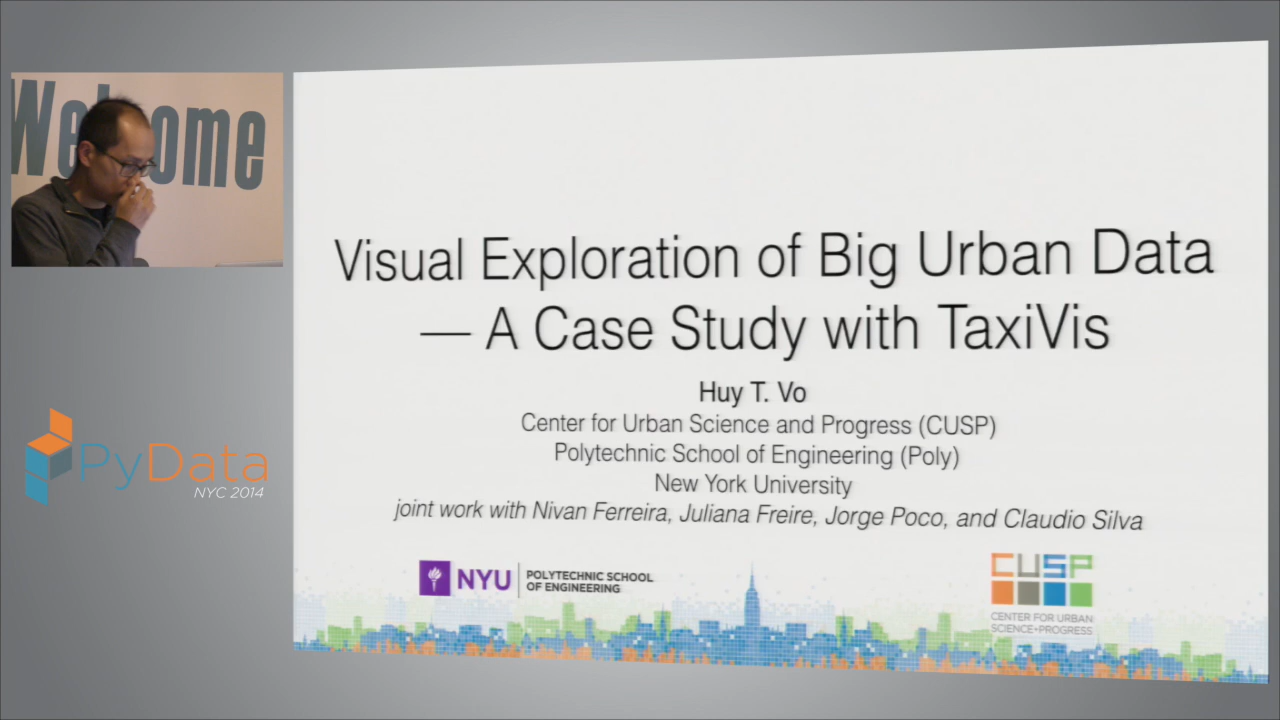 Welcome
Visual Exploration of Big Urban Data
— A Case Study with TaxiVis
Huy T. Vo
Center for Urban Science and Progress (CUSP)
Polytechnic School of Engineering (Poly)
New York University
joint work with Nivan Ferreira, Juliana Freire, Jorge Poco, and Claudio Silva
NYU POLYTECHNIC SCHOOL
OF ENGINEERING
CUSP
CENTER FOR URBAN
SCIENCE+PROGRESS
PyData
NYC 2014